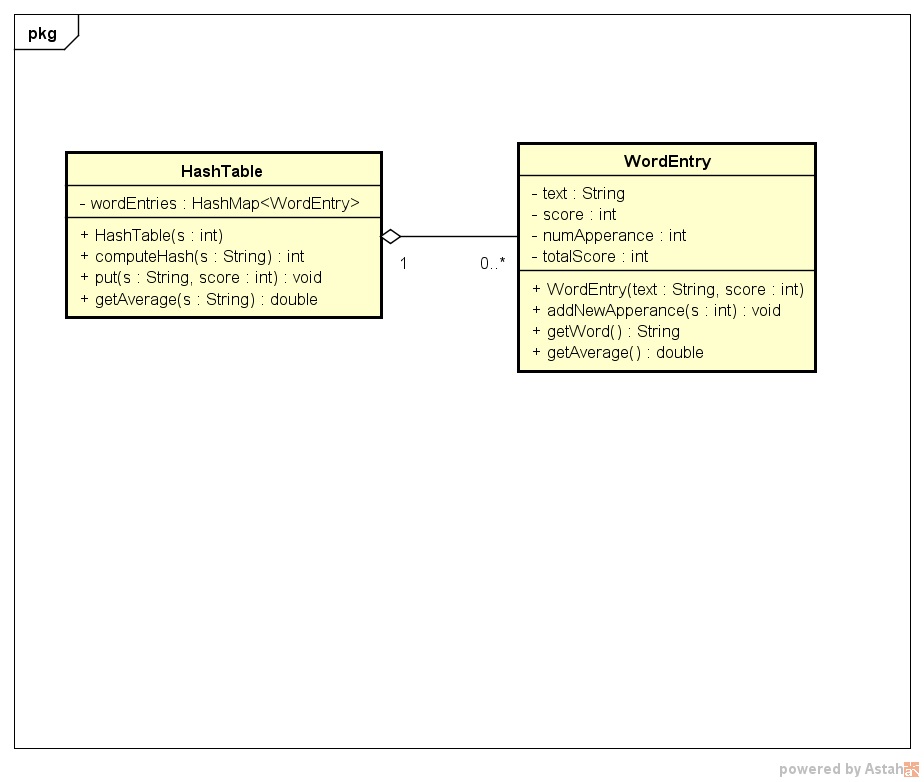 pkg
HashTable
- wordEntries : HashMap<WordEntry>
+ HashTable(s : int)
+ computeHash(s : String) : int
+ put(s : String, score : int) : void
+ getAverage(s : String) : double
1
0..*
WordEntry
- text : String
- score : int
- numApperance : int
- totalScore : int
+ WordEntry(text : String, score : int)
+ addNewApperance(s : int) : void
+ getWord() : String
+ getAverage() : double
powered by Astah